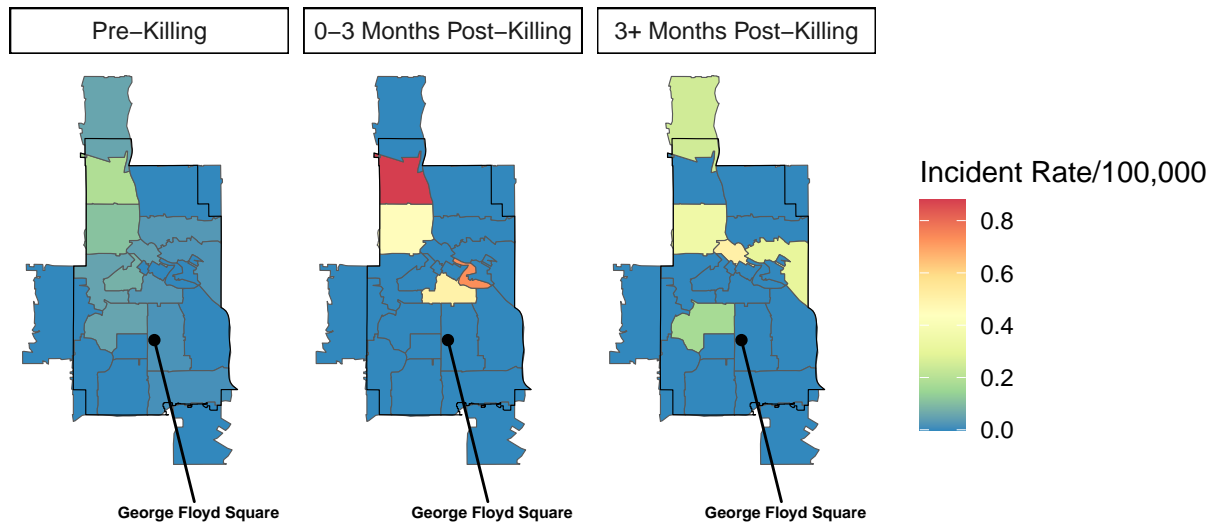 Pre−Killing
0−3 Months Post−Killing
3+ Months Post−Killing
Incident Rate/100,000
0.8
0.6
0.4
0.2
0.0
George Floyd Square
George Floyd Square
George Floyd Square